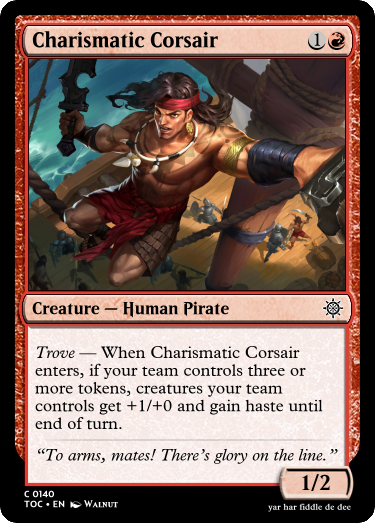 Charismatic Corsair 1
Creature — Human Pirate
Trove — When Charismatic Corsair
enters, if your team controls three or
more tokens, creatures your team
controls get +1/+0 and gain haste until
end of turn.
“To arms, mates! There’s glory on the line.”
1/2
C 0140
TOC • EN Walnut
yar har fiddle de dee